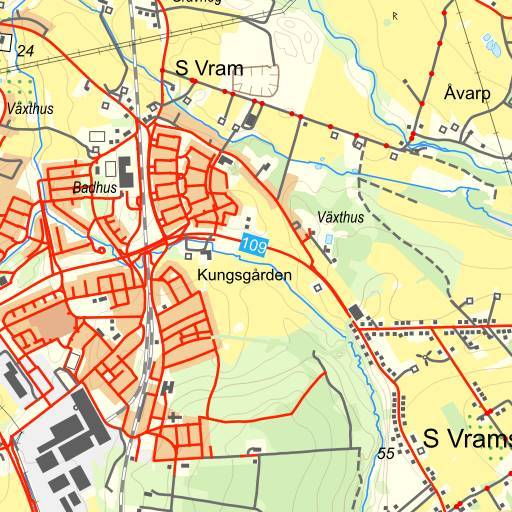 24
S Vram
Åvarp
Växthus
Badhus
Växthus
109
Kungsgården
S Vrams
55
R